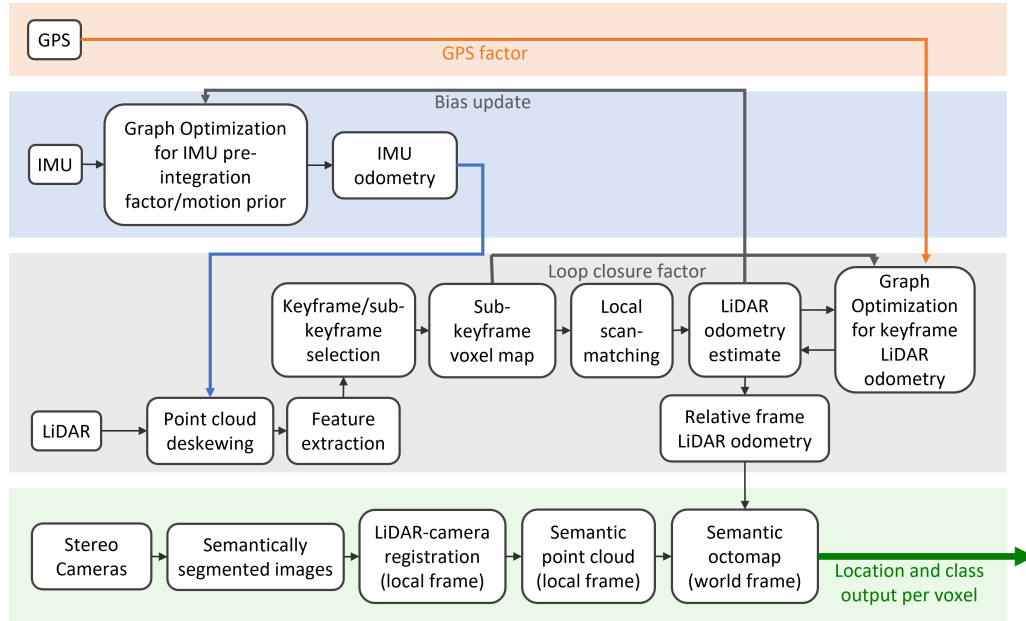 GPS
GPS factor
Bias update
IMU
Graph Optimization
for IMU pre-
integration
factor/motion prior
IMU
odometry
Loop closure factor
Keyframe/sub-
keyframe
selection
Sub-
keyframe
voxel map
Local
scan-
matching
LiDAR
odometry
estimate
Graph
Optimization
for keyframe
LiDAR
odometry
LiDAR
Point cloud
deskewing
Feature
extraction
Relative frame
LiDAR odometry
Stereo
Cameras
Semantically
segmented images
LiDAR-camera
registration
(local frame)
Semantic
point cloud
(local frame)
Semantic
octomap
(world frame)
Location and class
output per voxel